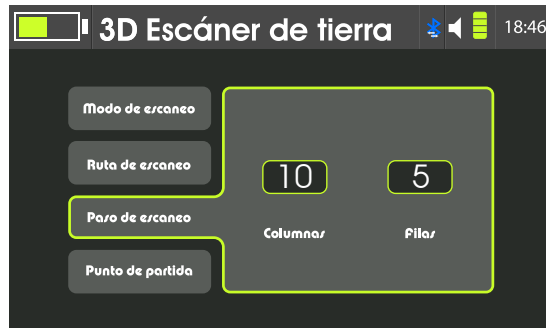 3D Escáner de tierra
18:46
Modo de escaneo
Ruta de escaneo
Paso de escaneo
Punto de partida
10
5
Columnas
Filas